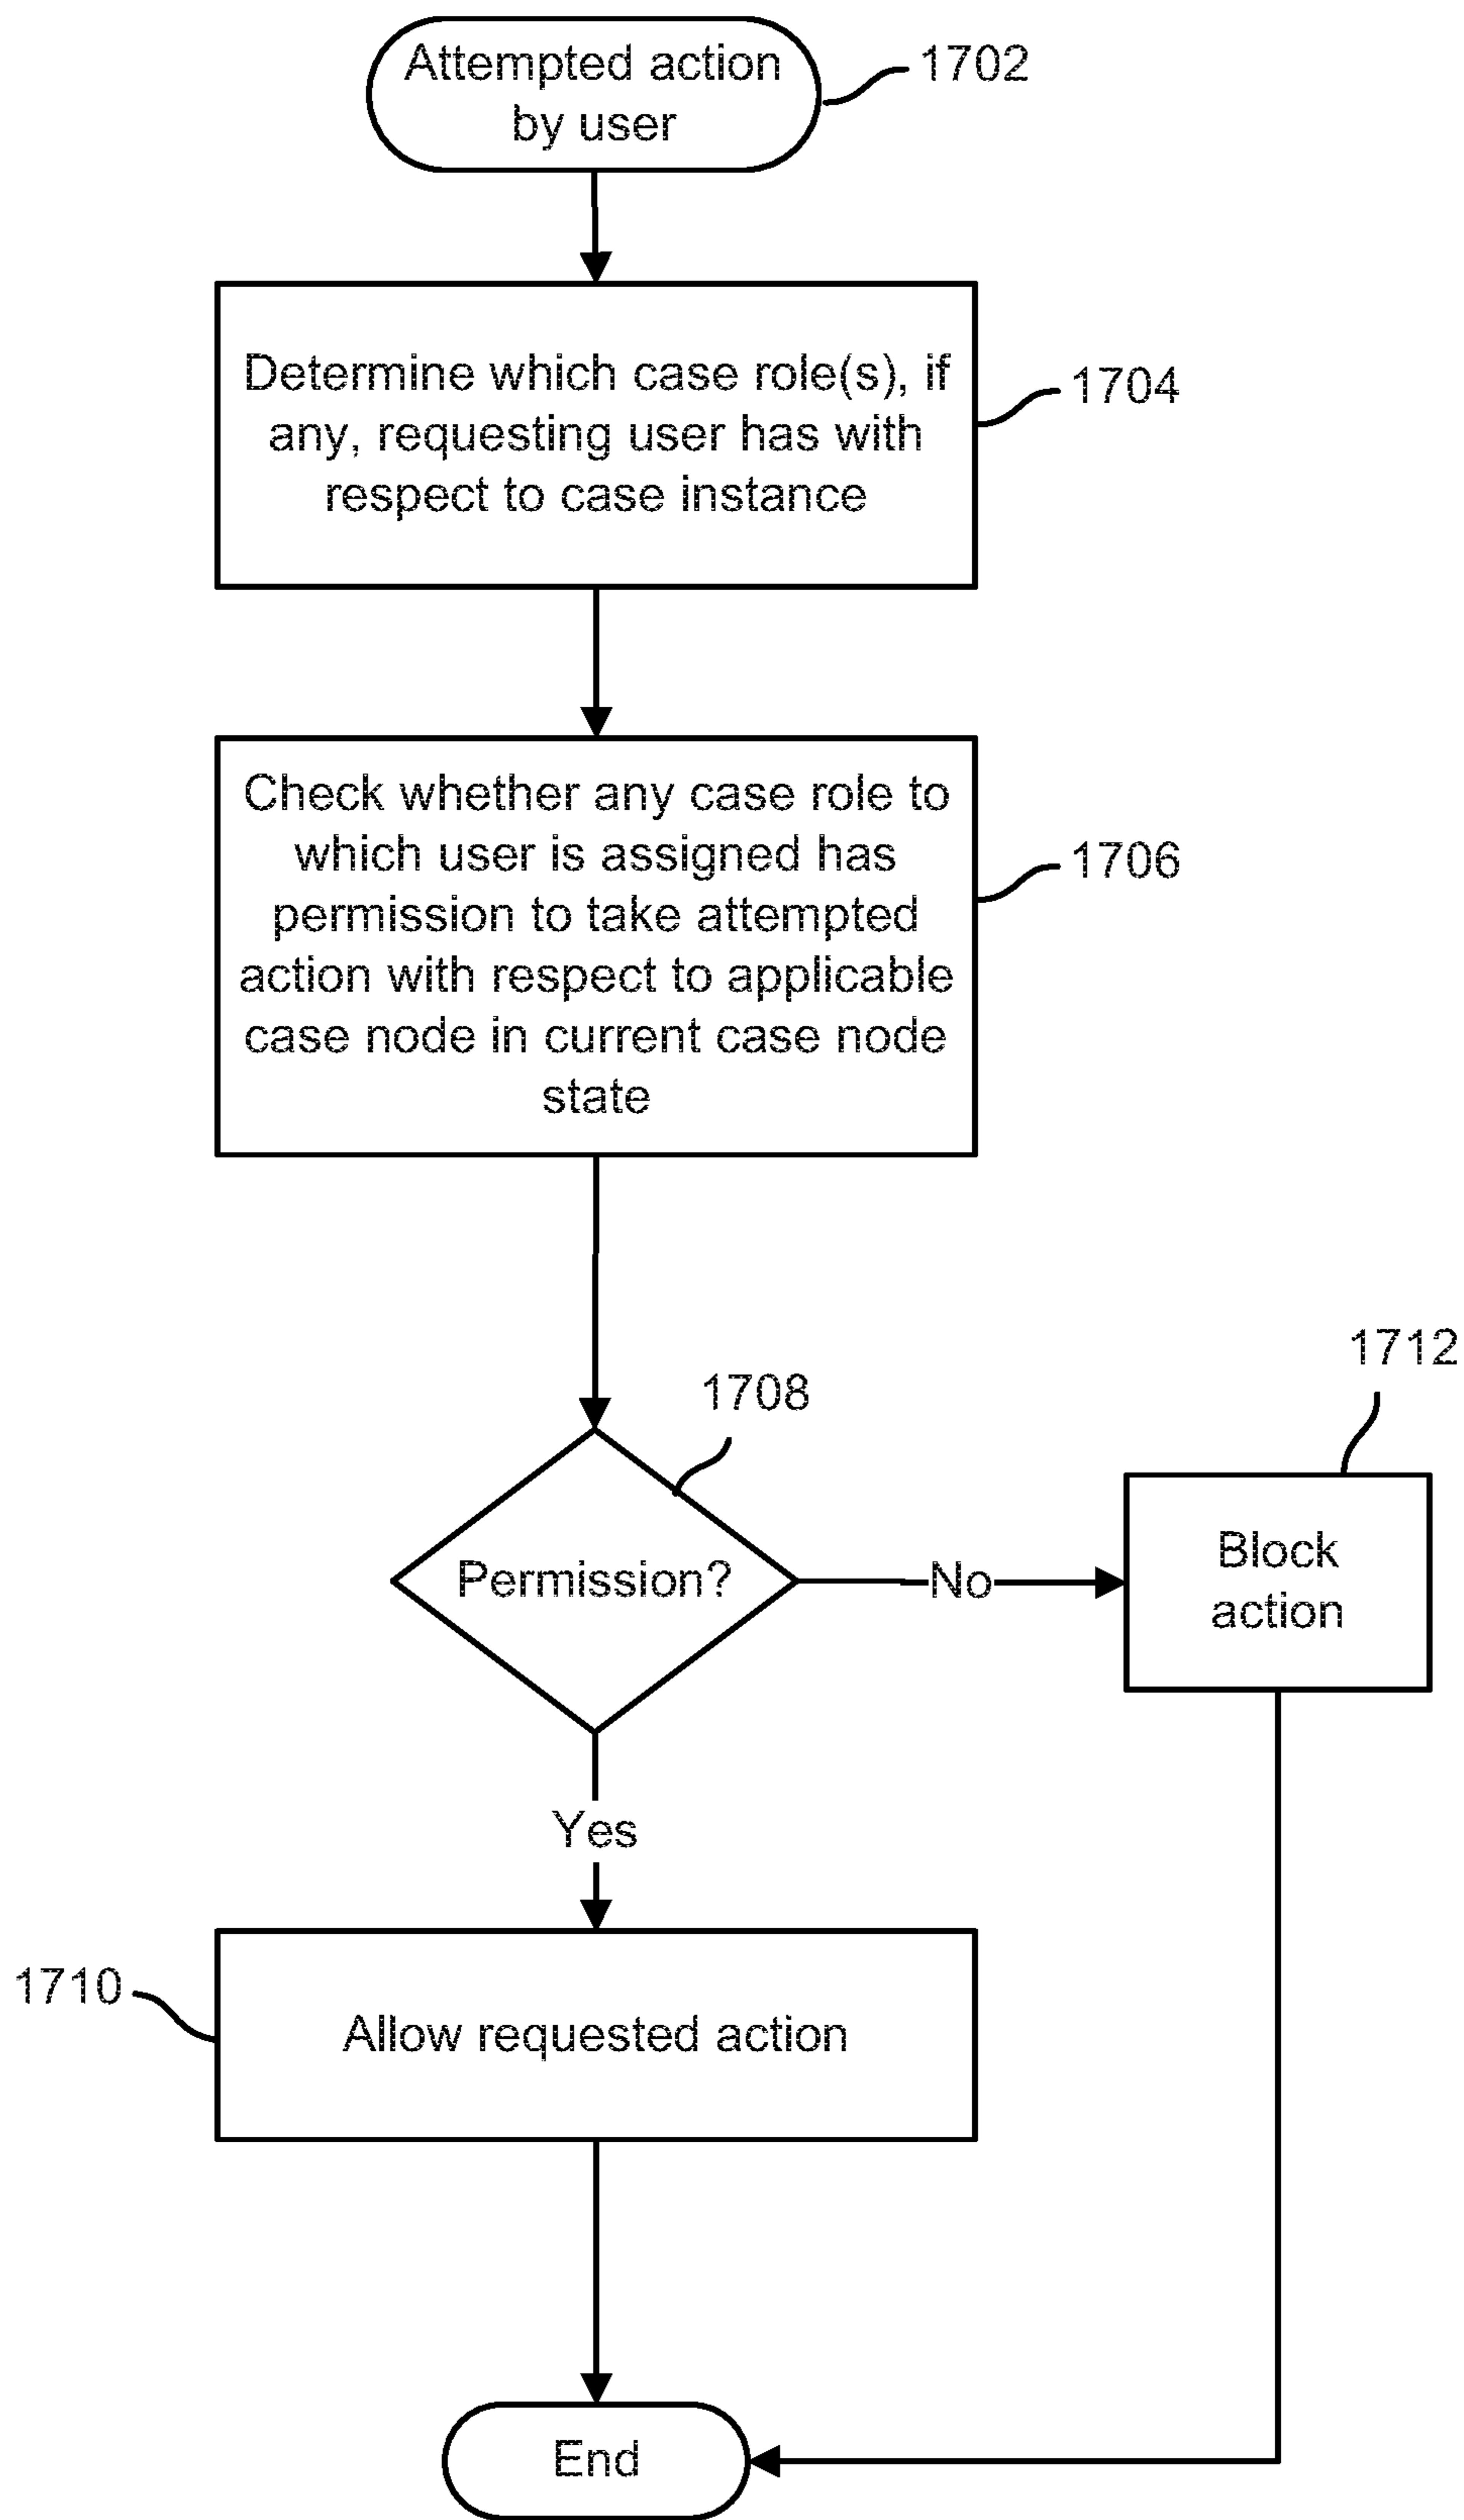 Attempted action
by user
1702
Determine which case role(s), if
any, requesting user has with
respect to case instance
1704
Check whether any case role to
which user is assigned has
permission to take attempted
action with respect to applicable
case node in current case node
state
1706
1708
Permission?
No
1712
Block
action
Yes
1710
Allow requested action
End